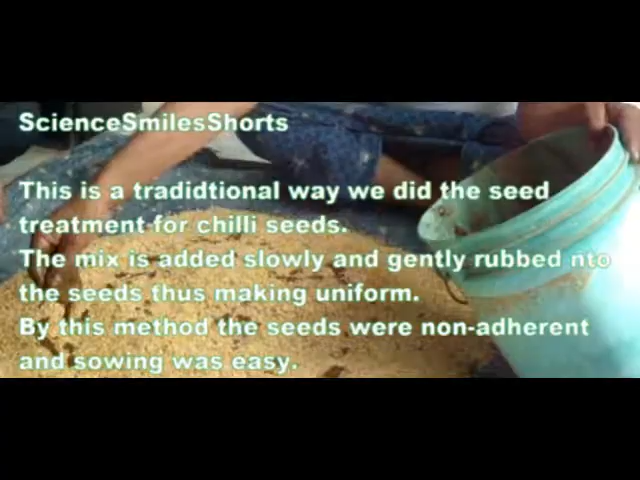 ScienceSmilesShorts
This is a tradidtional way we did the seed
treatment for chilli seeds.
The mix is added slowly and gently rubbed nto
the seeds thus making uniform.
By this method the seeds were non-adherent
and sowing was easy.